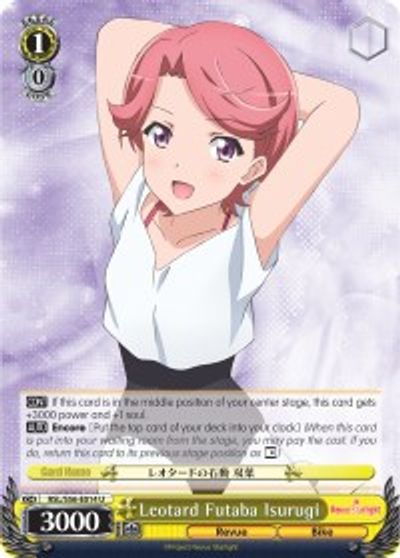 1
0
CONT If this card is in the middle position of your center stage, this card gets
+3000 power and +1 soul.
AUTO Encore [Put the top card of your deck into your clock] (When this card
is put into your waiting room from the stage, you may pay the cost. If you
do, return this card to its previous stage position as REST)
Card Name
レオタードの石動 双葉
Leotard Futaba Isurugi
3000
Revue
Bike